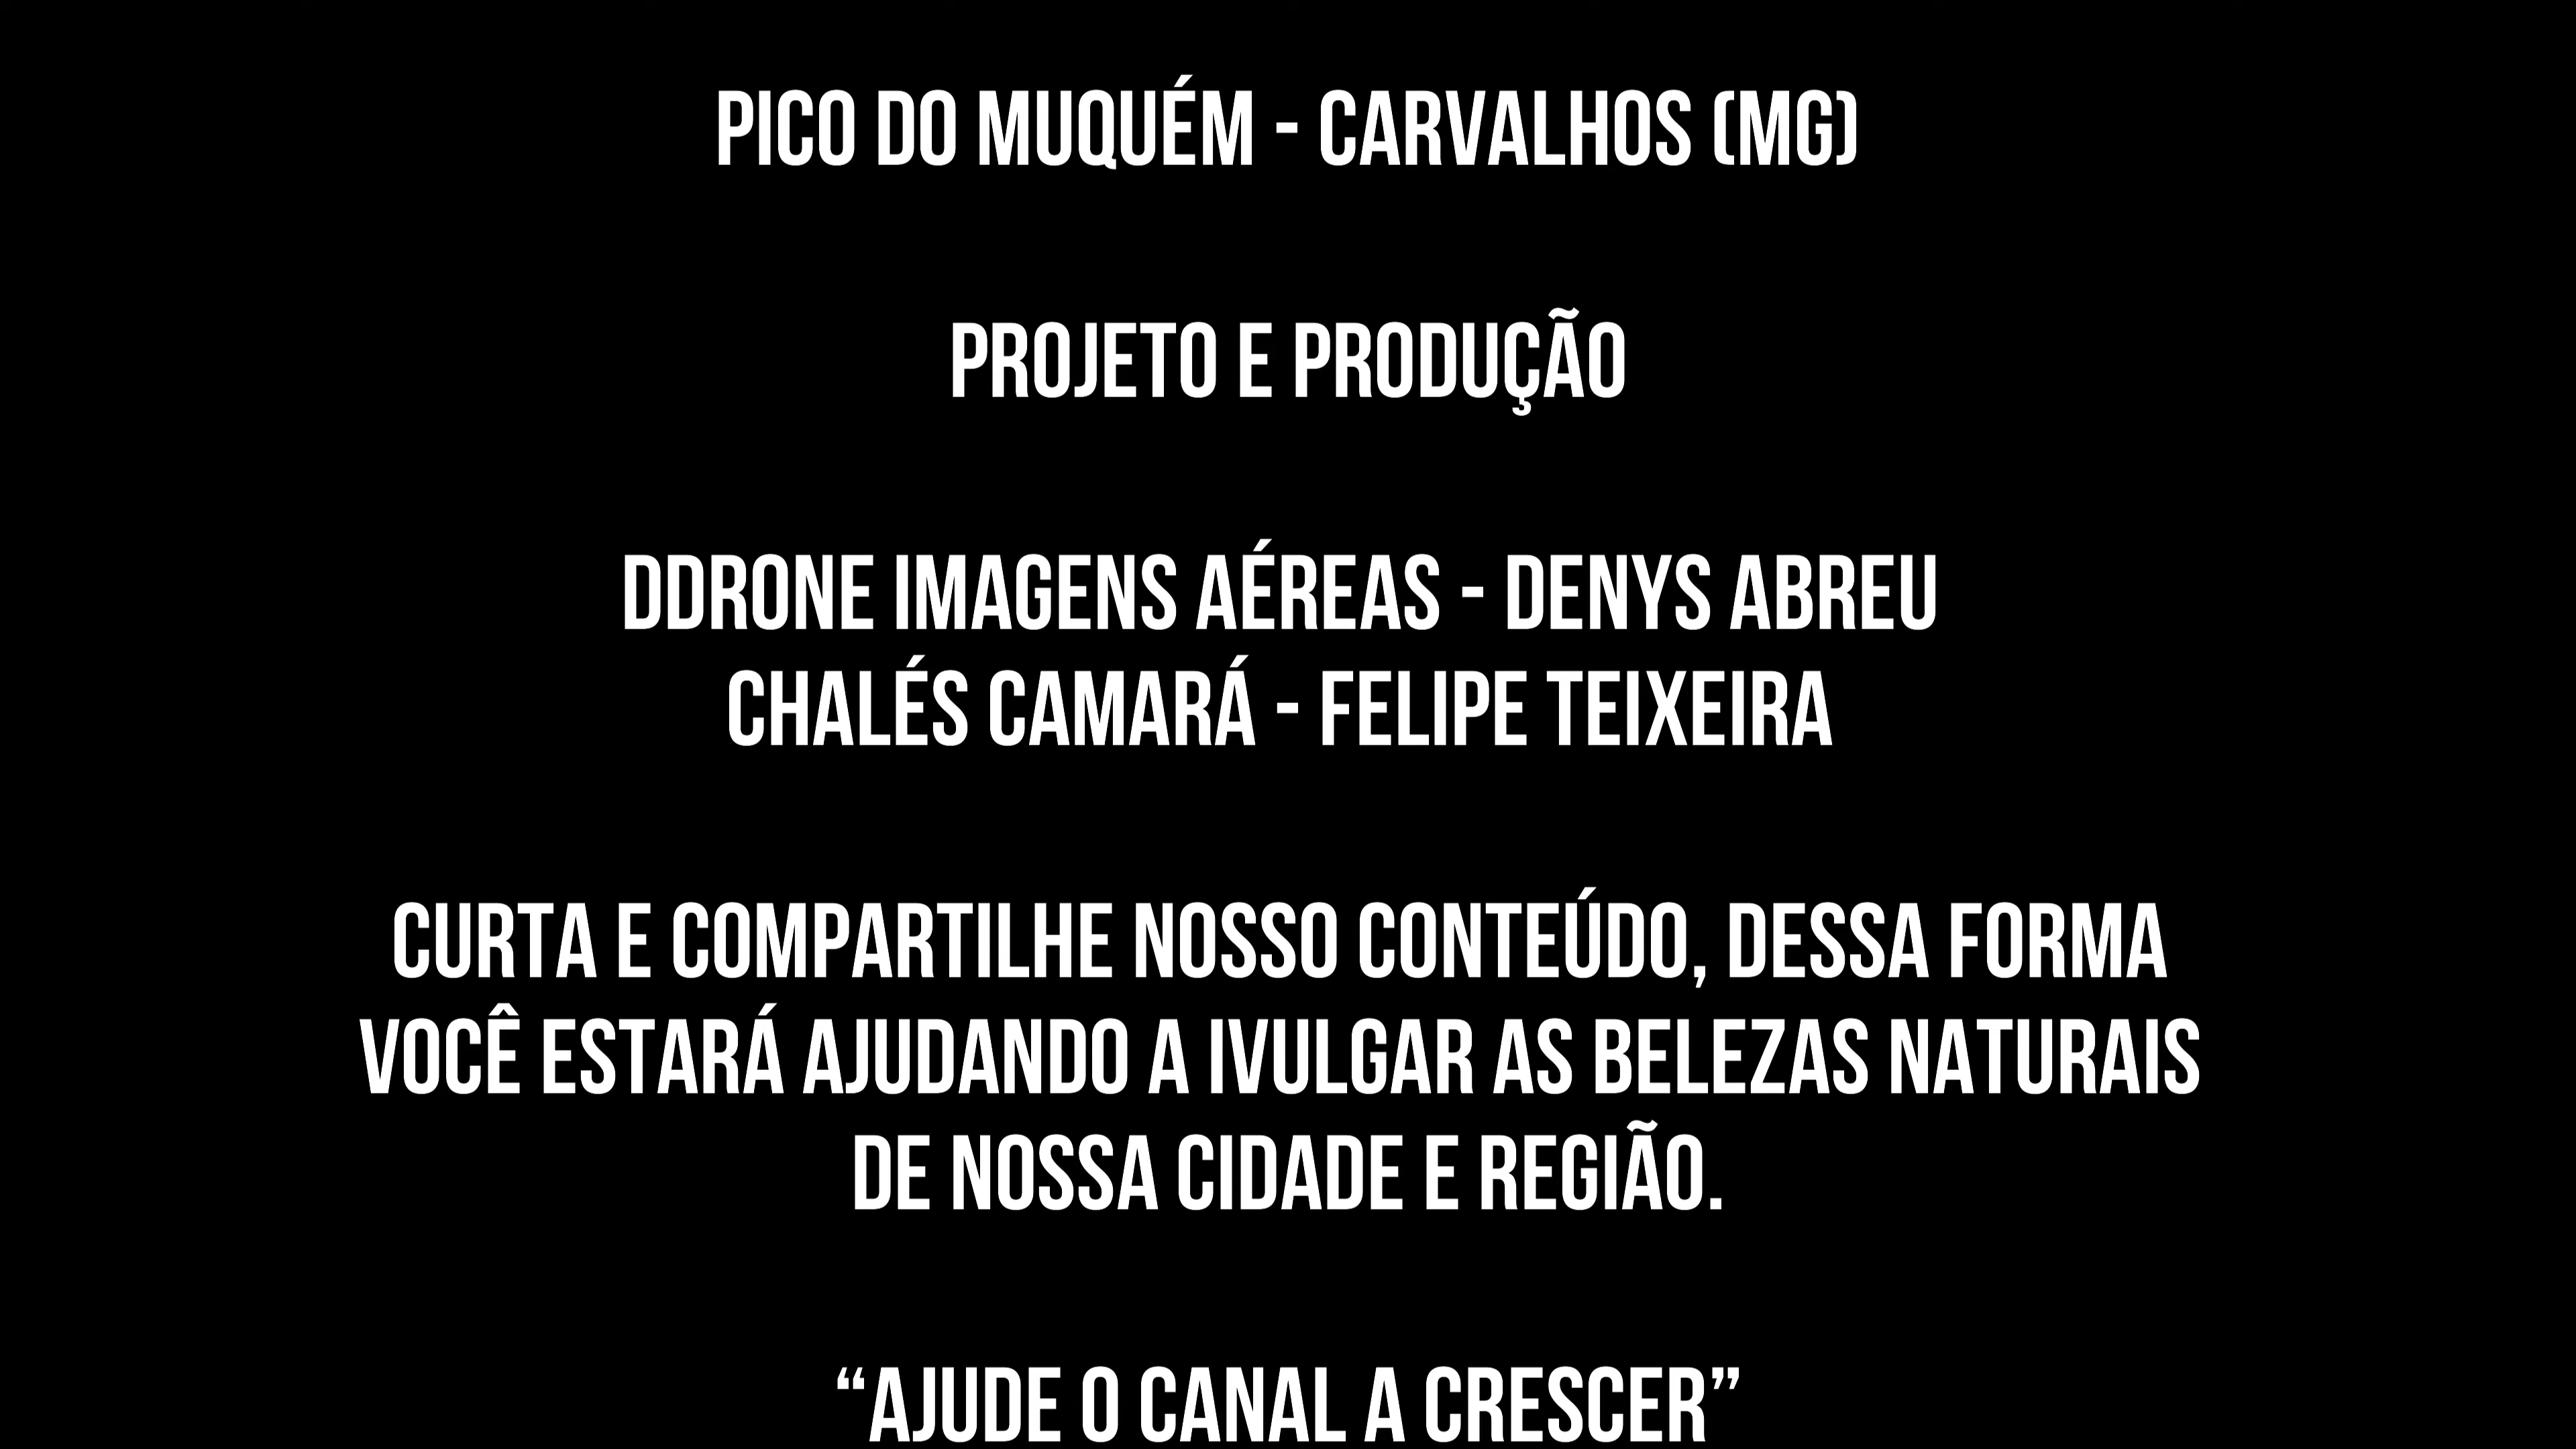 PICO DO MUQUÉM - CARVALHOS (MG)
PROJETO E PRODUÇÃO
DDRONE IMAGENS AÉREAS - DENYS ABREU
CHALÉS CAMARÁ - FELIPE TEIXEIRA
CURTA E COMPARTILHE NOSSO CONTEÚDO, DESSA FORMA
VOCÊ ESTARÁ AJUDANDO A IVULGAR AS BELEZAS NATURAIS
DE NOSSA CIDADE E REGIÃO.
“AJUDE O CANAL A CRESCER”